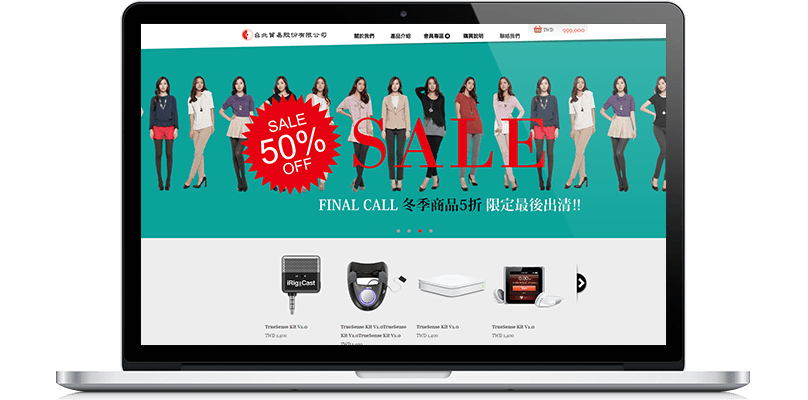 台北貿易股份有限公司
關於我們 產品介紹 會員專區 購買說明 聯絡我們
TWD 999,000
SALE
50%
OFF
SALE
FINAL CALL 冬季商品5折 限定最後出清!!
iRig Cast
TrueSense Kit V1.0
TWD 1,400
TrueSense Kit V1.0TrueSense
Kit V1.0TrueSense Kit V1.0
TWD 1,400
TrueSense Kit V1.0
TWD 1,400
TrueSense Kit V1.0
TWD 1,400